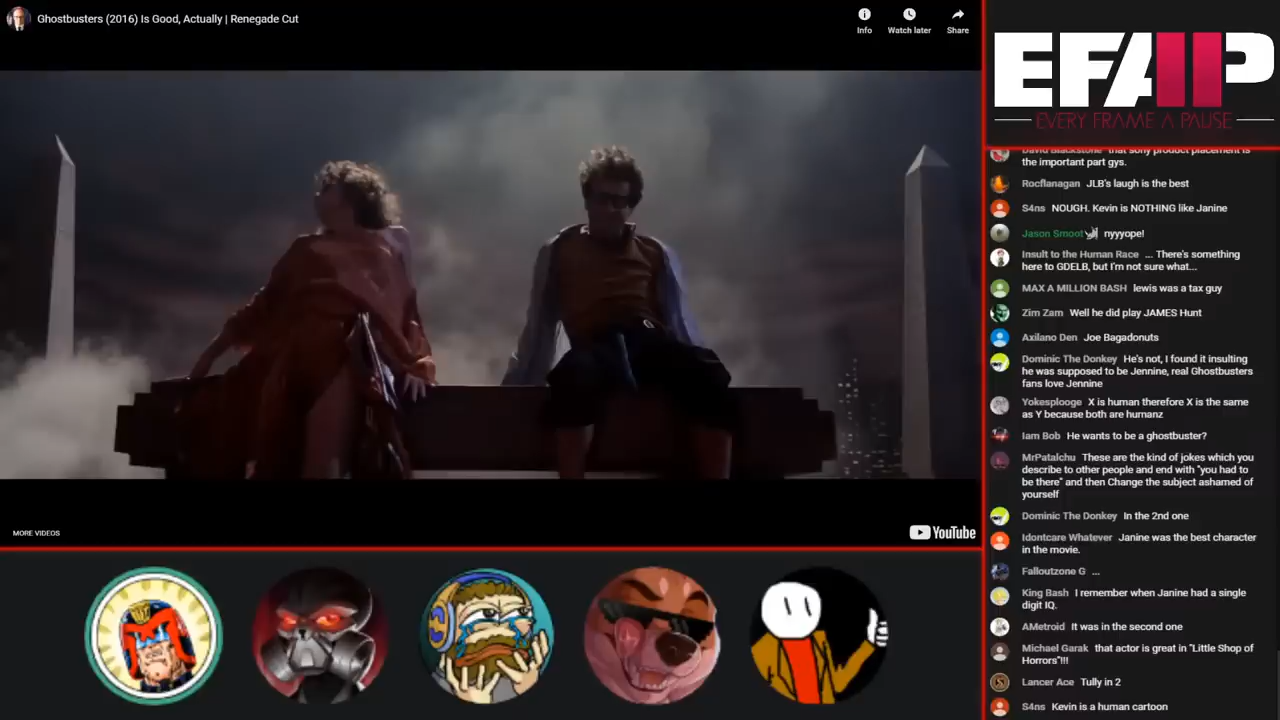 Ghostbusters (2016) Is Good, Actually | Renegade Cut
Info
Watch later
Share
EFAP
EVERY FRAME A PAUSE
David Blackstone that sony product placement is
the important part gys.
Rocflanagan JLB's laugh is the best
S4ns NOUGH. Kevin is NOTHING like Janine
Jason Smoot nyyyope!
Insult to the Human Race ... There's something
here to GDELB, but I'm not sure what...
MAX A MILLION BASH lewis was a tax guy
Zim Zam Well he did play JAMES Hunt
Axilano Den Joe Bagadonuts
Dominic The Donkey He's not, I found it insulting
he was supposed to be Jennine, real Ghostbusters
fans love Jennine
Yokesplooge X is human therefore X is the same
as Y because both are humanz
Iam Bob He wants to be a ghostbuster?
MrPatalchu These are the kind of jokes which you
describe to other people and end with "you had to
be there" and then Change the subject ashamed of
yourself
Dominic The Donkey In the 2nd one
Idontcare Whatever Janine was the best character
in the movie.
Falloutzone G ...
King Bash I remember when Janine had a single
digit IQ.
AMetroid It was in the second one
Michael Garak that actor is great in "Little Shop of
Horrors"!!!
Lancer Ace Tully in 2
S4ns Kevin is a human cartoon
MORE VIDEOS
YouTube